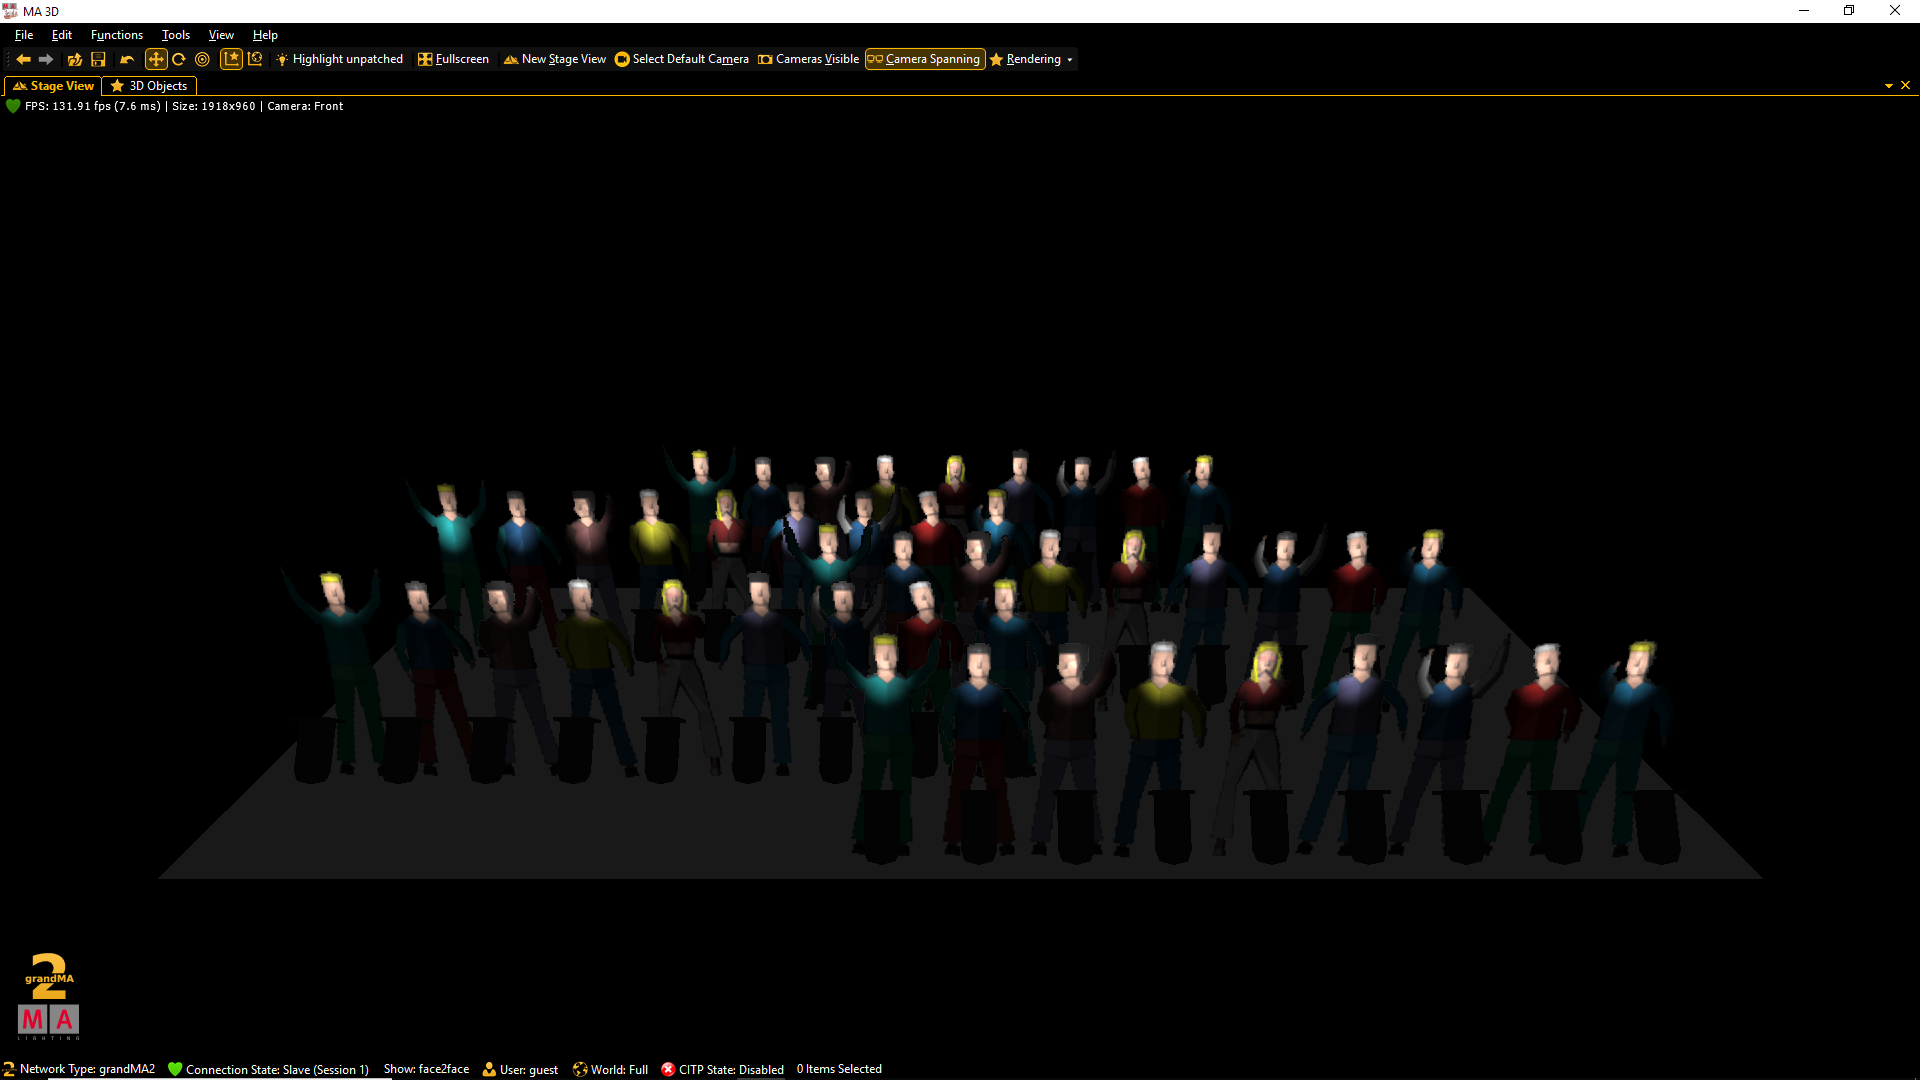 MA 3D
File Edit Functions Tools View Help
Highlight unpatched Fullscreen New Stage View Select Default Camera Cameras Visible Camera Spanning Rendering
Stage View 3D Objects
FPS: 131.91 fps (7.6 ms) | Size: 1918x960 | Camera: Front
2
grandMA
MA
LIGHTING
Network Type: grandMA2 Connection State: Slave (Session 1) Show: face2face User: guest World: Full CITP State: Disabled 0 Items Selected